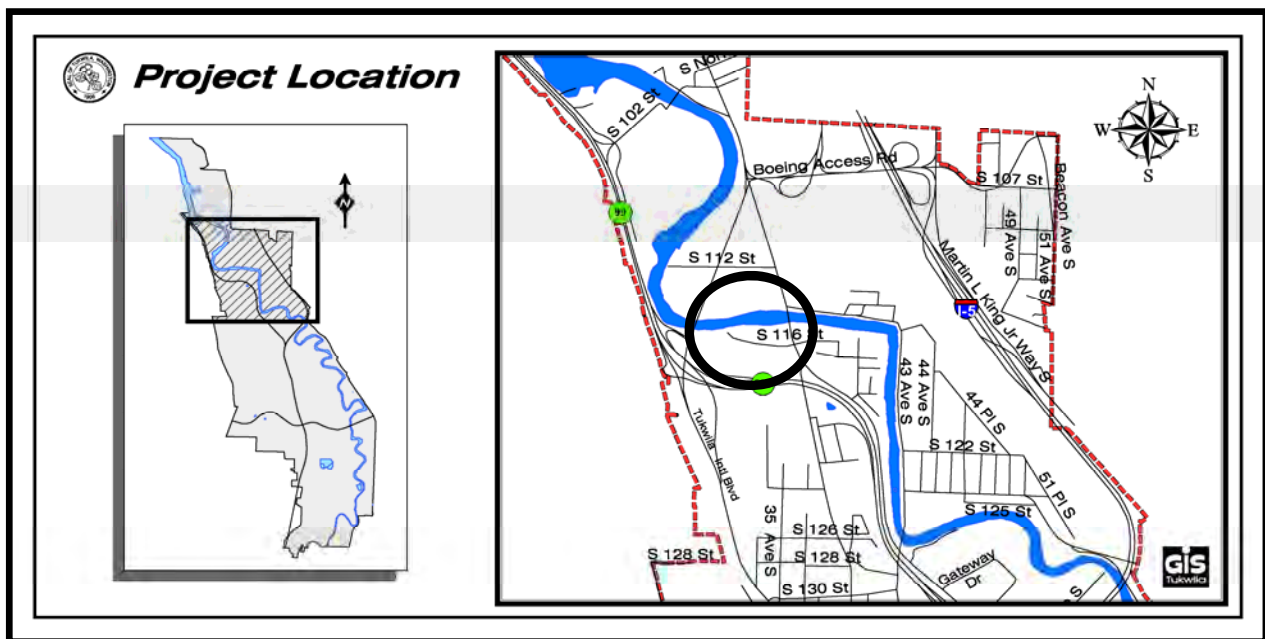 Project Location
N
S Nor
S 102 St
N
W
E
S
Boeing Access Rd
S 107 St
Beacon Ave S
49 Ave S
51 Ave S
99
S 112 St
Martin L King Jr Way S
I-5
S 116 St
43 Ave S
44 Ave S
44 Pl S
Tukwila Intl Blvd
S 122 St
51 Pl S
S 125 St
35 Ave S
S 126 St
S 128 St
S 128 St
S 130 St
Gateway
Dr
S
GIS
Tukwila